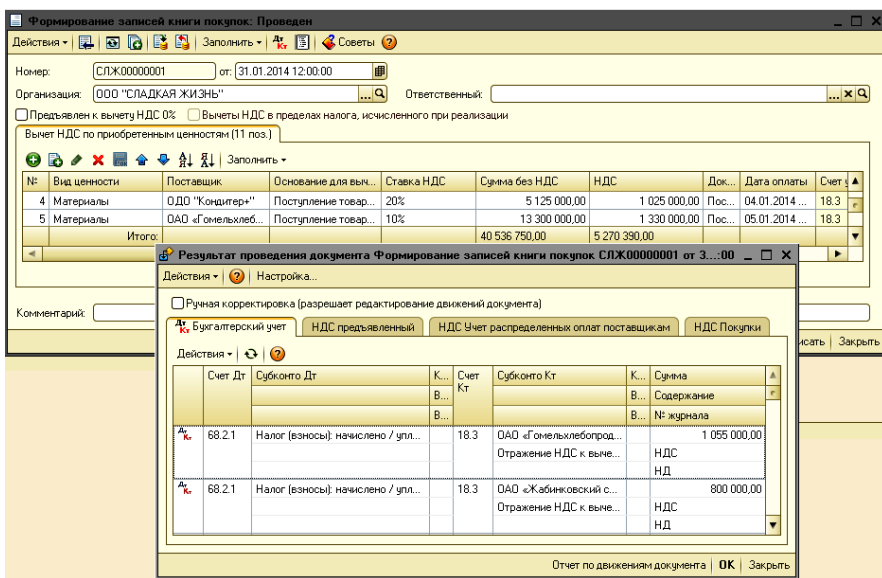 Формирование записей книги покупок: Проведен
Действия Заполнить Дт Кт Советы
Номер: СЛЖ00000001 от: 31.01.2014 12:00:00
Организация: ООО "СЛАДКАЯ ЖИЗНЬ" ... Ответственный: ...
Предъявлен к вычету НДС 0% Вычеты НДС в пределах налога, исчисленного при реализации
Вычет НДС по приобретенным ценностям (11 поз.)
Заполнить
№ Вид ценности Поставщик Основание для выч... Ставка НДС Сумма без НДС НДС Док... Дата оплаты Счет
4 Материалы ОДО "Кондитер+" Поступление товар... 20% 5 125 000,00 1 025 000,00 Пос... 04.01.2014 ... 18.3
5 Материалы ОАО «Гомельхлеб... Поступление товар... 10% 13 300 000,00 1 330 000,00 Пос... 05.01.2014 ... 18.3
Итого: 40 536 750,00 5 270 390,00
Комментарий:
исать Закрыть
Результат проведения документа Формирование записей книги покупок СЛЖ00000001 от 3...:00
Действия Настройка...
Ручная корректировка (разрешает редактирование движений документа)
Дт Кт Бухгалтерский учет НДС предъявленный НДС Учет распределенных оплат поставщикам НДС Покупки
Действия
Счет Дт Субконто Дт К... Счет Кт Субконто Кт К... Сумма
В... В... Содержание
В... В... № журнала
Дт Кт 68.2.1 Налог (взносы): начислено / упл... 18.3 ОАО «Гомельхлебопрод... 1 055 000,00
Отражение НДС к выче... НДС
НД
Дт Кт 68.2.1 Налог (взносы): начислено / упл... 18.3 ОАО «Жабинковский с... 800 000,00
Отражение НДС к выче... НДС
НД
Отчет по движениям документа OK Закрыть